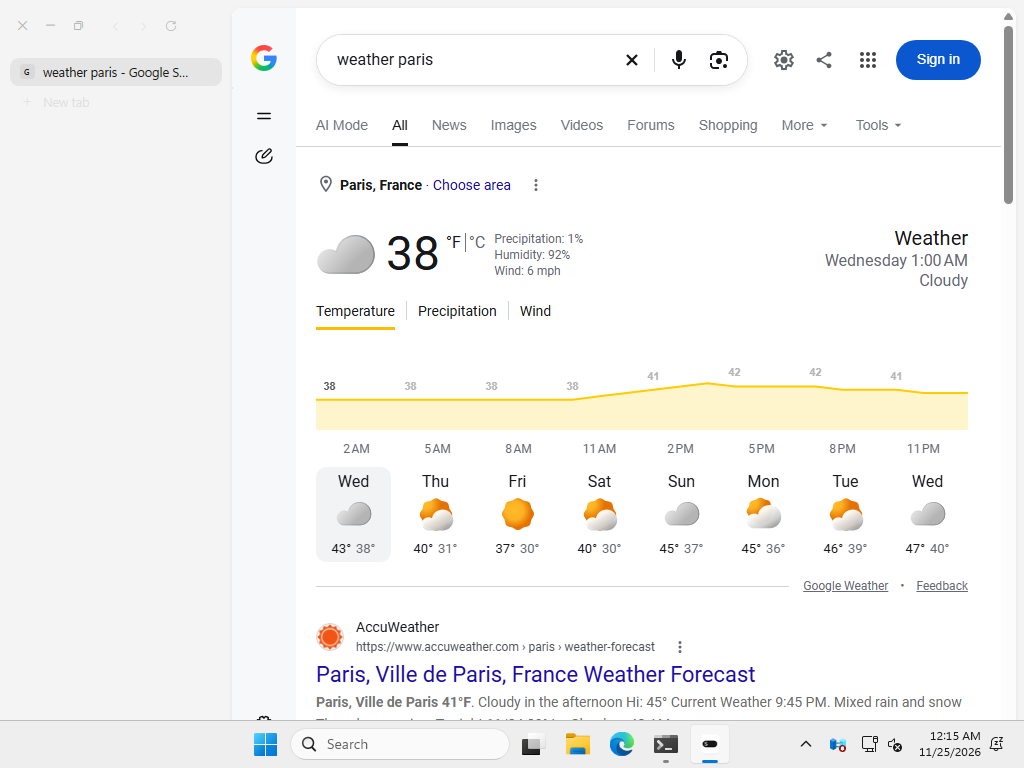 weather paris
Sign in
G weather paris - Google S...
New tab
AI Mode All News Images Videos Forums Shopping More Tools
Paris, France · Choose area
38 °F | °C
Precipitation: 1%
Humidity: 92%
Wind: 6 mph
Weather
Wednesday 1:00 AM
Cloudy
Temperature Precipitation Wind
38 38 38 38 41 42 42 41
2 AM 5 AM 8 AM 11 AM 2 PM 5 PM 8 PM 11 PM
Wed Thu Fri Sat Sun Mon Tue Wed
43° 38° 40° 31° 37° 30° 40° 30° 45° 37° 45° 36° 46° 39° 47° 40°
Google Weather • Feedback
AccuWeather
https://www.accuweather.com › paris › weather-forecast
Paris, Ville de Paris, France Weather Forecast
Paris, Ville de Paris 41°F. Cloudy in the afternoon Hi: 45° Current Weather 9:45 PM. Mixed rain and snow
Search
12:15 AM
11/25/2026